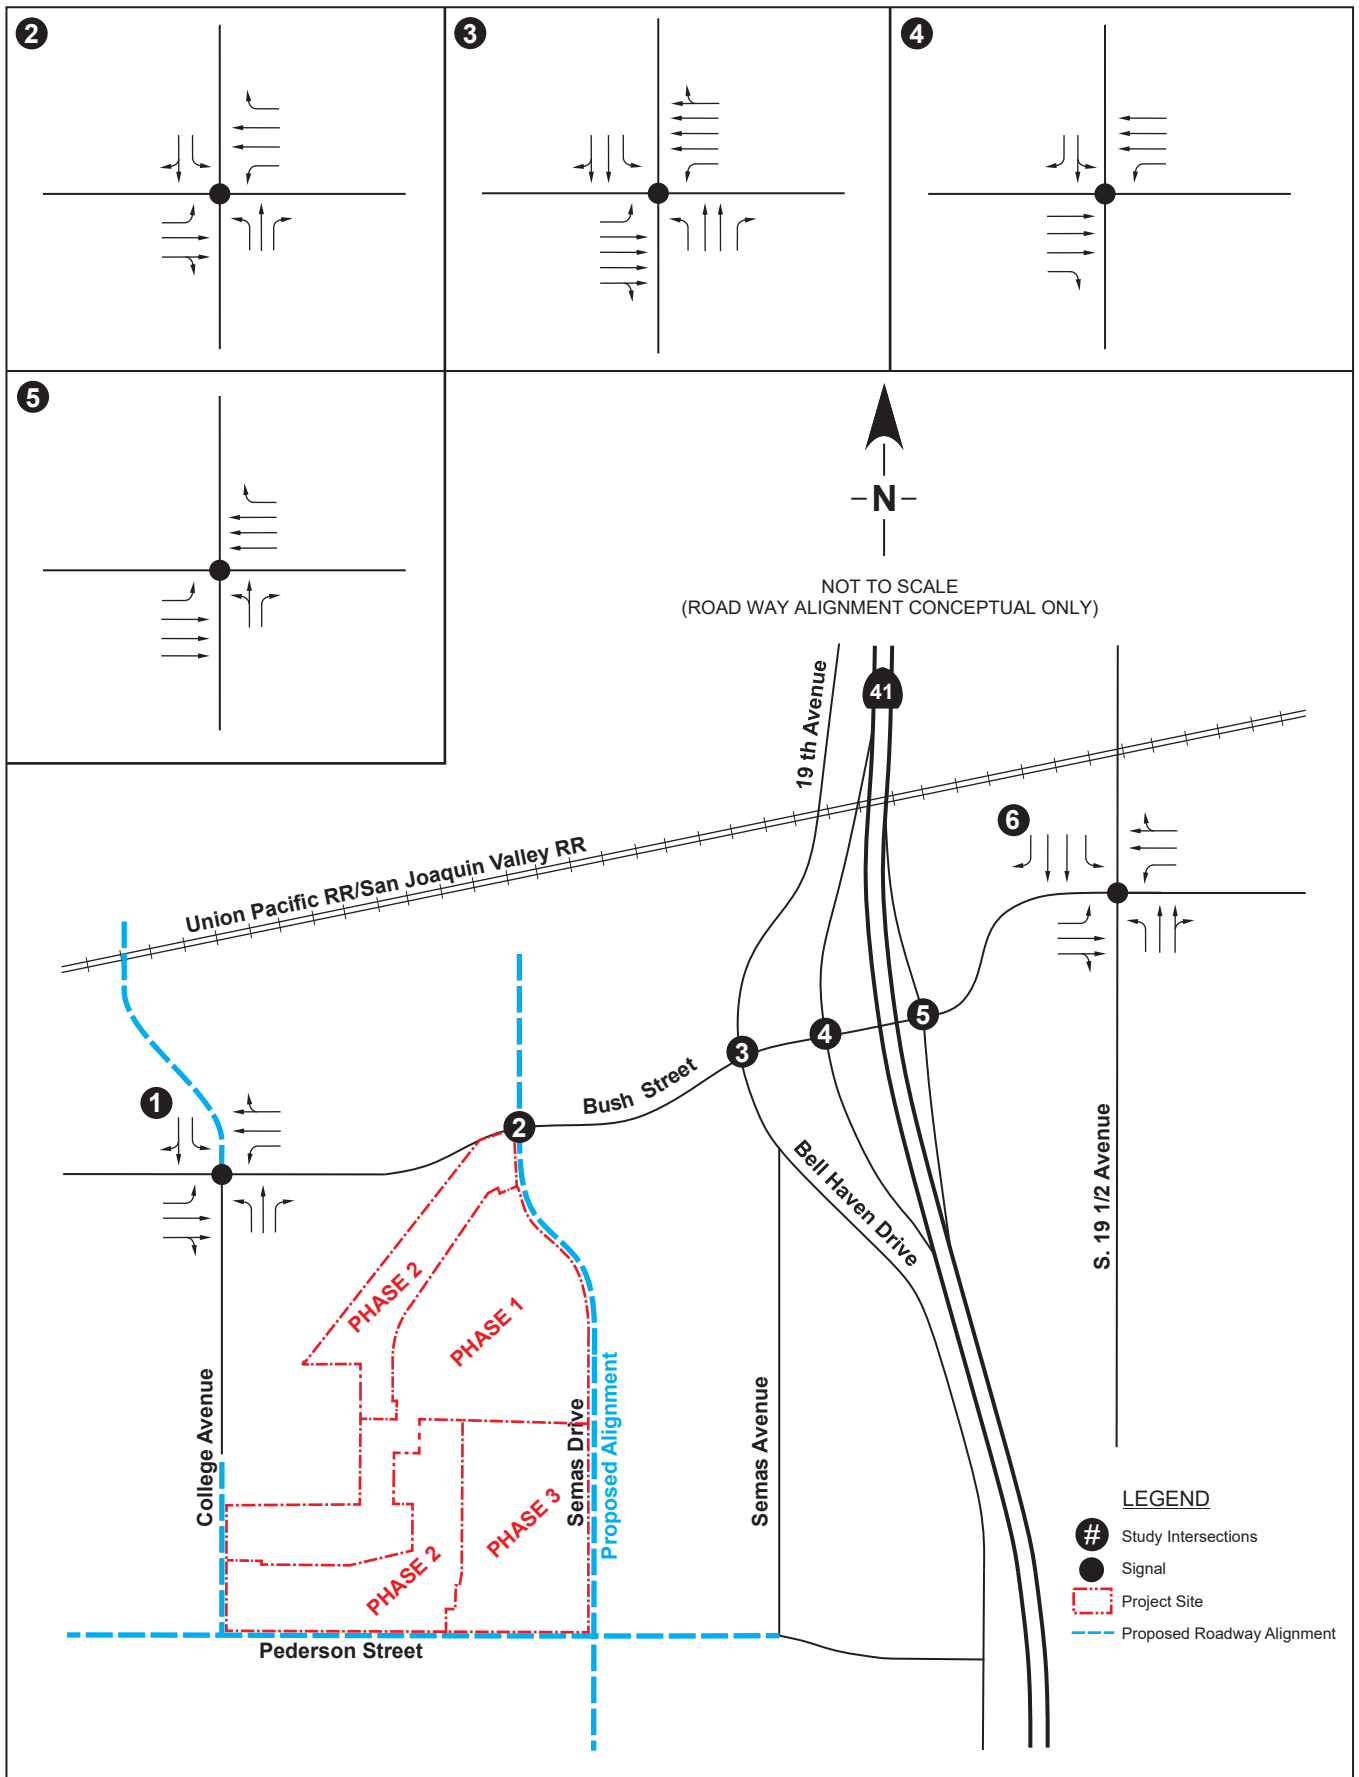 2
3
4
5
N
NOT TO SCALE
(ROAD WAY ALIGNMENT CONCEPTUAL ONLY)
19 th Avenue
41
Union Pacific RR/San Joaquin Valley RR
6
5
4
3
Bush Street
1
2
Bell Haven Drive
S. 19 1/2 Avenue
PHASE 2
PHASE 1
College Avenue
Semas Drive
Proposed Alignment
Semas Avenue
PHASE 3
PHASE 2
Pederson Street
LEGEND
# Study Intersections
Signal
Project Site
Proposed Roadway Alignment